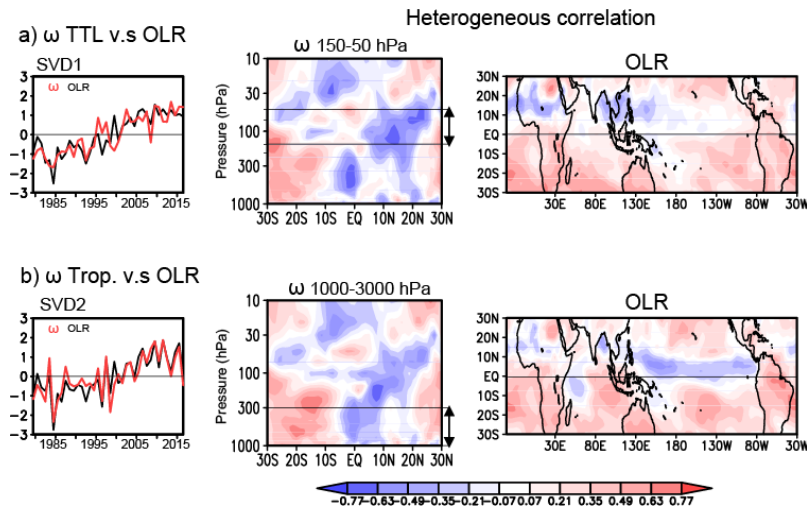 Heterogeneous correlation
a) ω TTL v.s OLR
SVD1
ω OLR
3
2
1
0
-1
-2
-3
1985 1995 2005 2015
ω 150-50 hPa
Pressure (hPa)
10
30
100
300
1000
30S 20S 10S EQ 10N 20N 30N
OLR
30N
20N
10N
EQ
10S
20S
30S
30E 80E 130E 180 130W 80W 30W
b) ω Trop. v.s OLR
SVD2
ω OLR
3
2
1
0
-1
-2
-3
1985 1995 2005 2015
ω 1000-3000 hPa
Pressure (hPa)
10
30
100
300
1000
30S 20S 10S EQ 10N 20N 30N
OLR
30N
20N
10N
EQ
10S
20S
30S
30E 80E 130E 180 130W 80W 30W
-0.77 -0.63 -0.49 -0.35 -0.21 -0.07 0.07 0.21 0.35 0.49 0.63 0.77